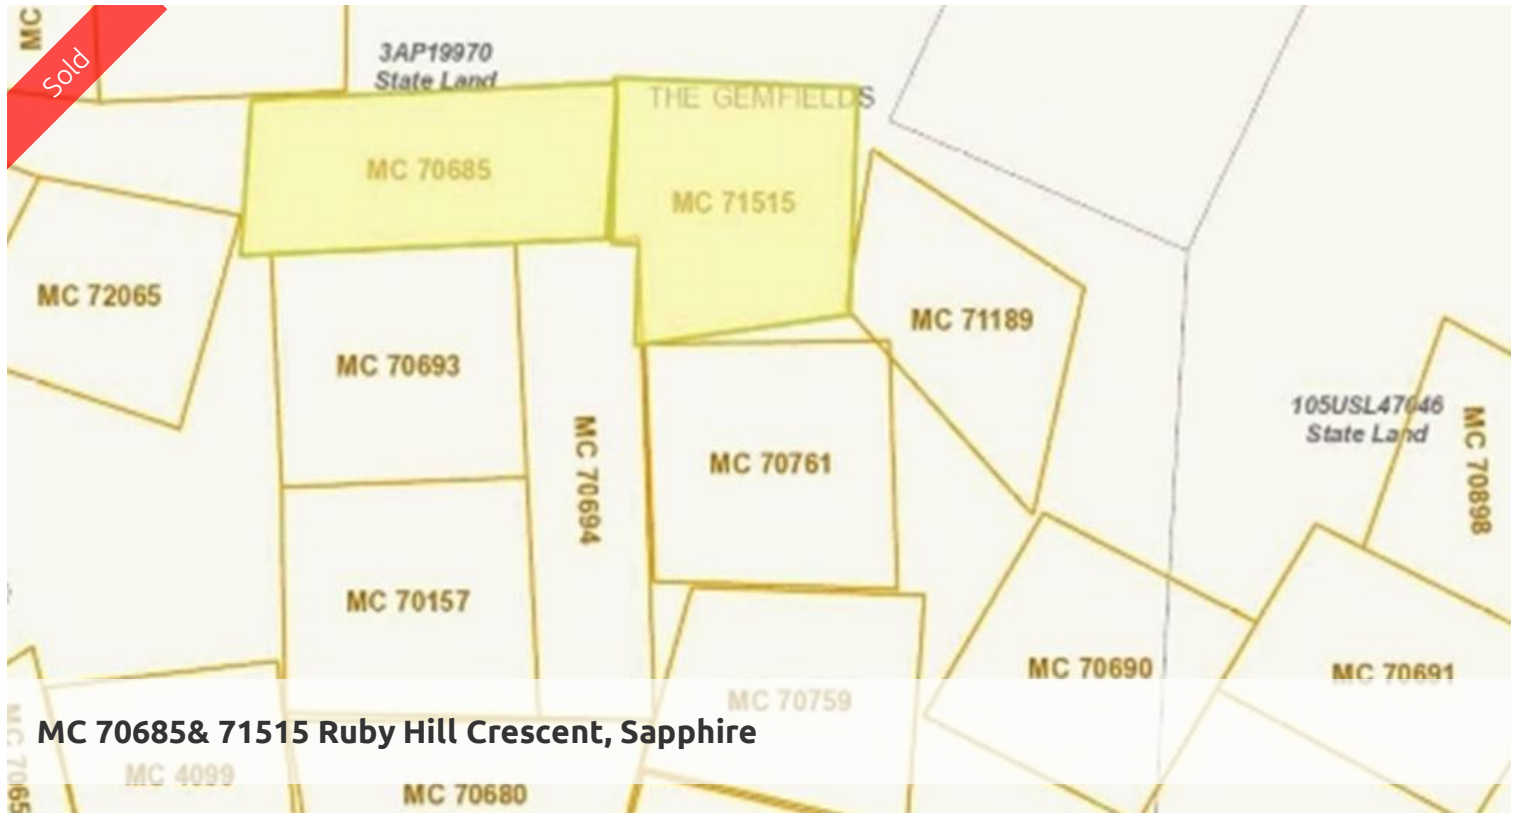 MC
Sold
3AP19970
State Land
THE GEMFIELDS
MC 70685
MC 71515
MC 72065
MC 71189
MC 70693
105USL47046
State Land
MC 70694
MC 70761
MC 70898
MC 70157
MC 70690
MC 70691
MC 70759
MC 70685& 71515 Ruby Hill Crescent, Sapphire
MC 7065
MC 4099
MC 70680